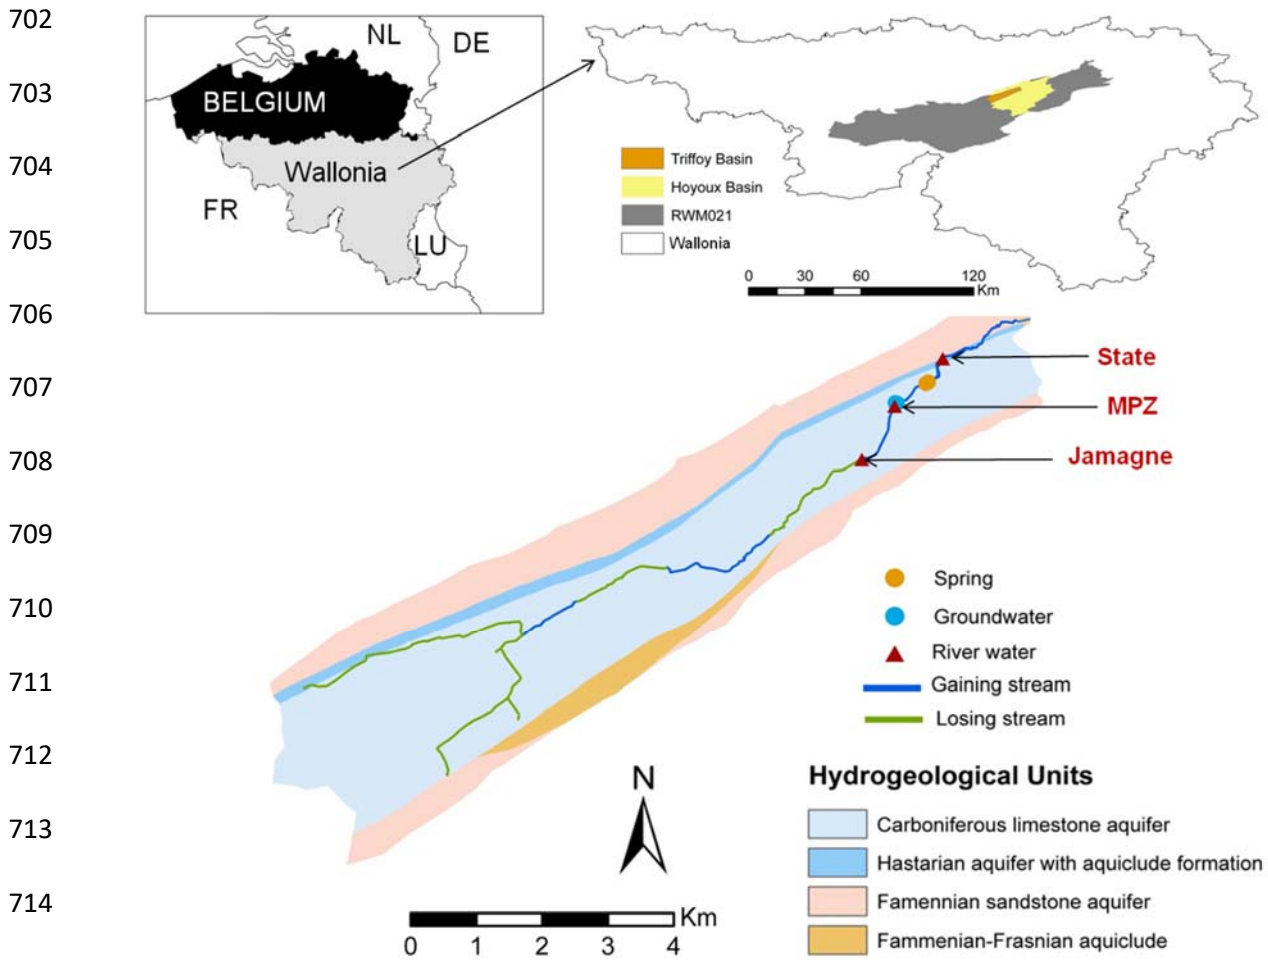 702
NL
DE
703
BELGIUM
704
Wallonia
Triffoy Basin
Hoyoux Basin
FR
RWM021
705
LU
Wallonia
0 30 60 120
Km
706
State
707
MPZ
708
Jamagne
709
Spring
710
Groundwater
River water
711
Gaining stream
Losing stream
712
N
Hydrogeological Units
713
Carboniferous limestone aquifer
Hastarian aquifer with aquiclude formation
714
Famennian sandstone aquifer
Km
0 1 2 3 4
Fammenian-Frasnian aquiclude